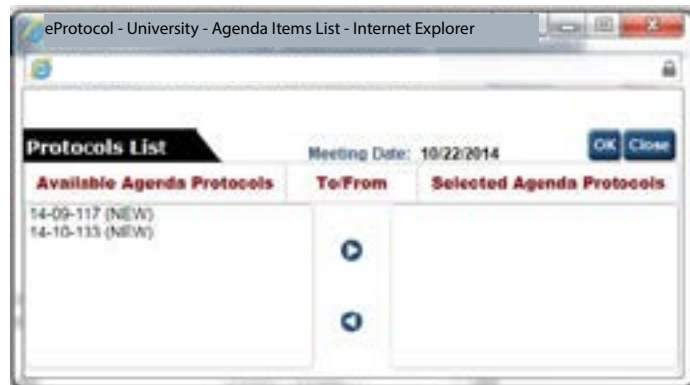 eProtocol - University - Agenda Items List - Internet Explorer
Protocols List
Meeting Date: 10/22/2014
OK Close
Available Agenda Protocols To/From Selected Agenda Protocols
14-09-117 (NEW)
14-10-133 (NEW)